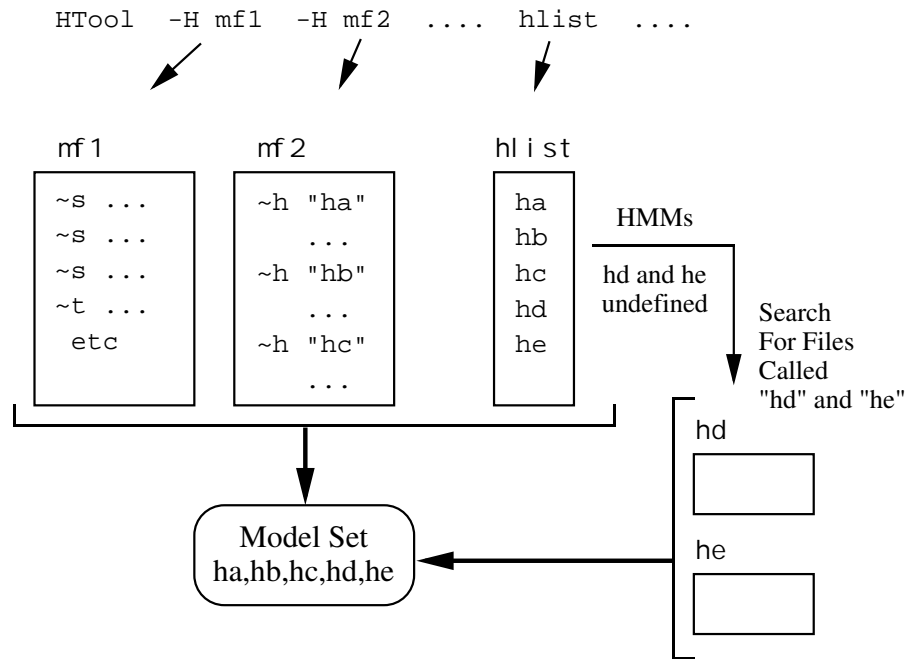 HTool -H mf1 -H mf2 .... hlist ....
mf1
~s ...
~s ...
~s ...
~t ...
etc
mf2
~h "ha"
...
~h "hb"
...
~h "hc"
...
hlist
ha
hb
hc
hd
he
HMMs
hd and he
undefined
Search
For Files
Called
"hd" and "he"
hd
he
Model Set
ha,hb,hc,hd,he